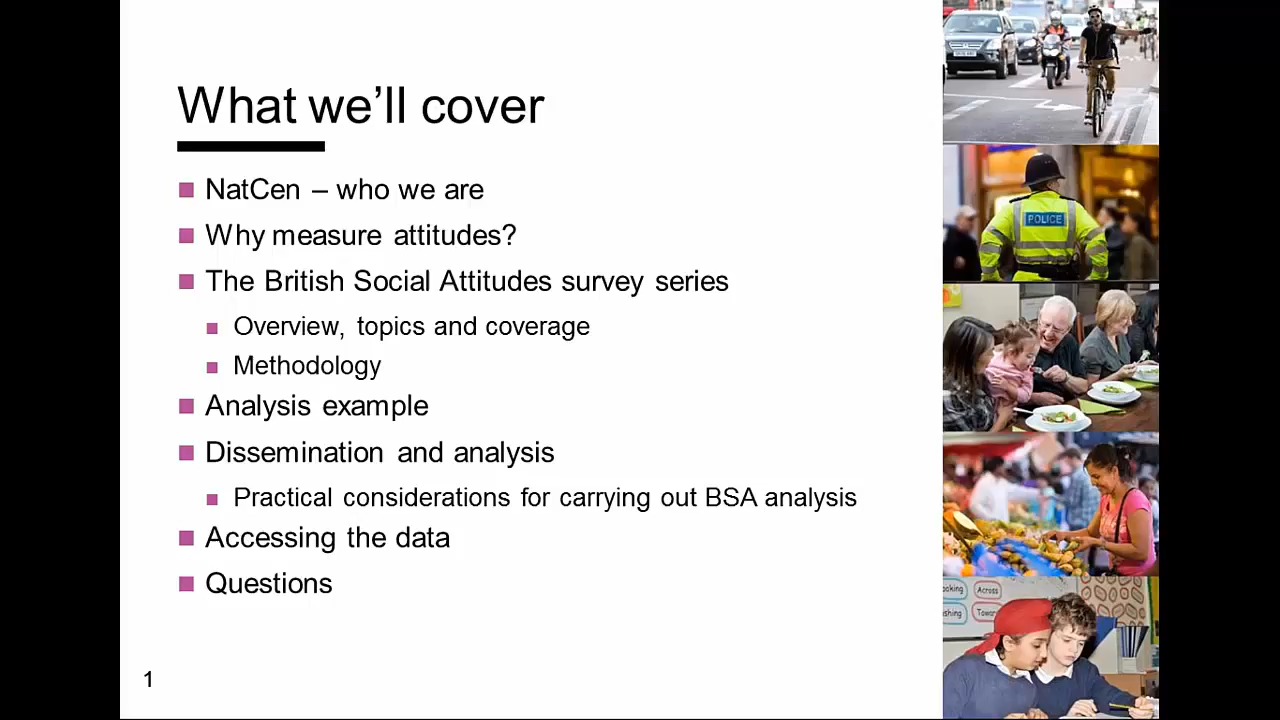 What we'll cover
NatCen – who we are
Why measure attitudes?
The British Social Attitudes survey series
Overview, topics and coverage
Methodology
Analysis example
Dissemination and analysis
Practical considerations for carrying out BSA analysis
Accessing the data
Questions
1
POLICE
Across